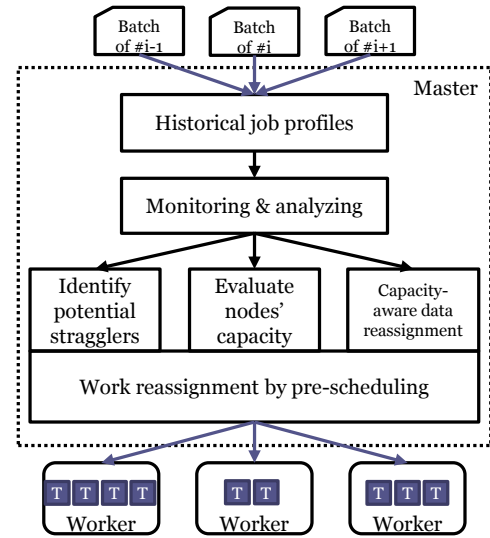 Batch of #i-1
Batch of #i
Batch of #i+1
Master
Historical job profiles
Monitoring & analyzing
Identify
potential
stragglers
Evaluate
nodes'
capacity
Capacity-
aware data
reassignment
Work reassignment by pre-scheduling
T T T T
Worker
T T
Worker
T T T
Worker